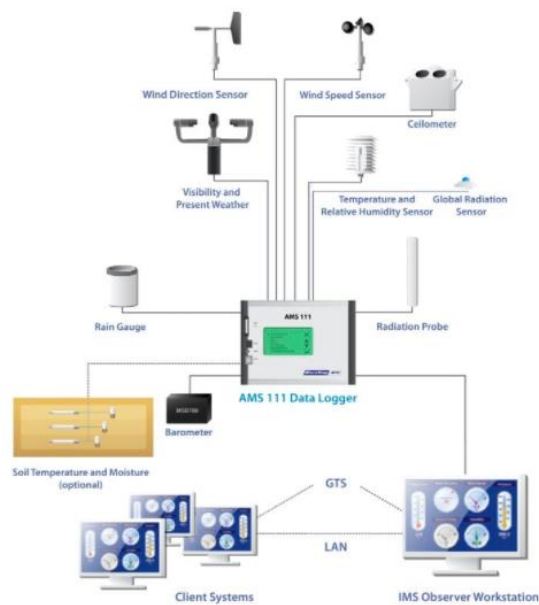 Wind Direction Sensor
Wind Speed Sensor
Ceilometer
Visibility and
Present Weather
Temperature and
Relative Humidity Sensor
Global Radiation
Sensor
Rain Gauge
AMS 111
Radiation Probe
AMS 111 Data Logger
Barometer
Soil Temperature and Moisture
(optional)
GTS
LAN
Client Systems
IMS Observer Workstation